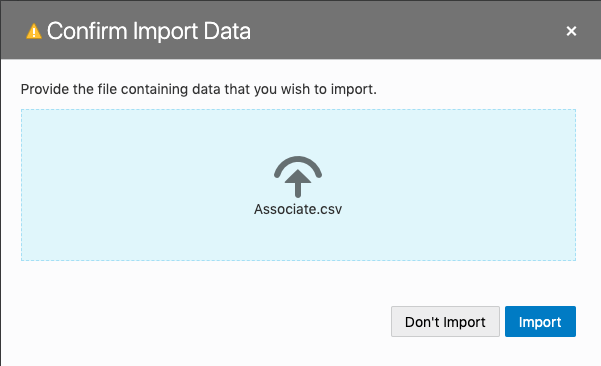 Confirm Import Data
Provide the file containing data that you wish to import.
Associate.csv
Don't Import
Import